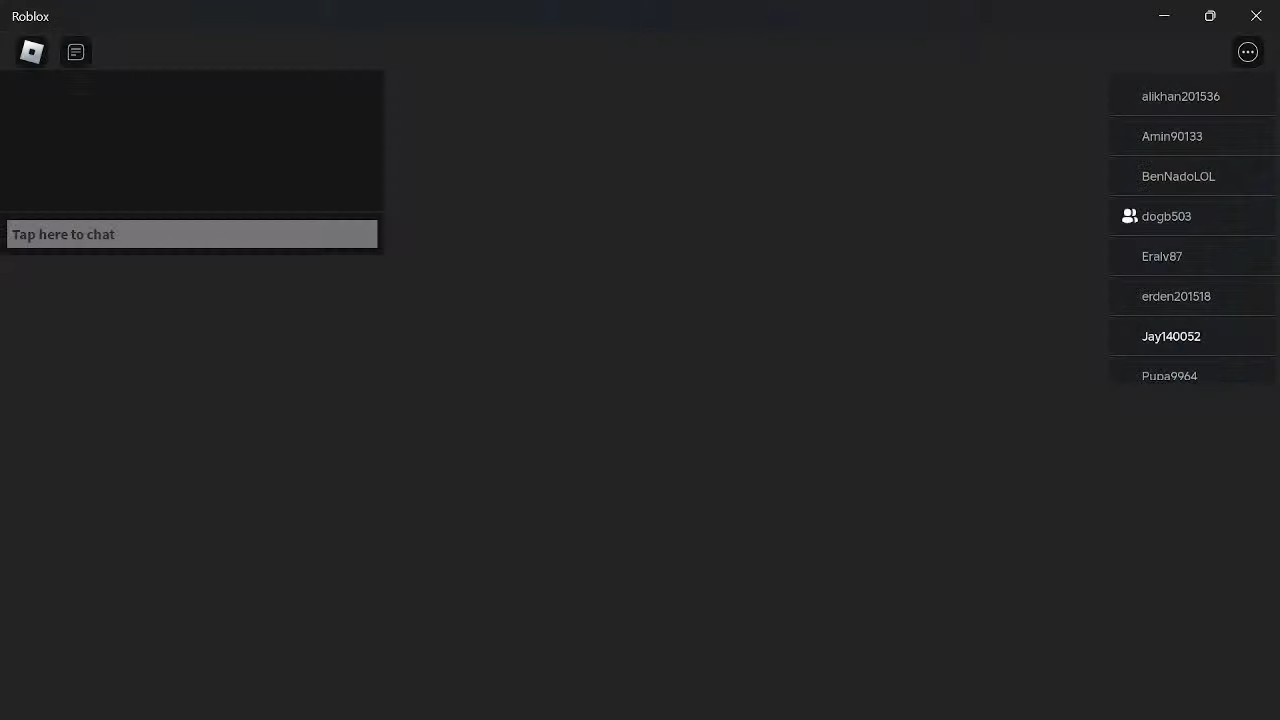 Roblox
Tap here to chat
alikhan201536
Amin90133
BenNadoLOL
dogb503
Eralv87
erden201518
Jay140052
Pupa9964